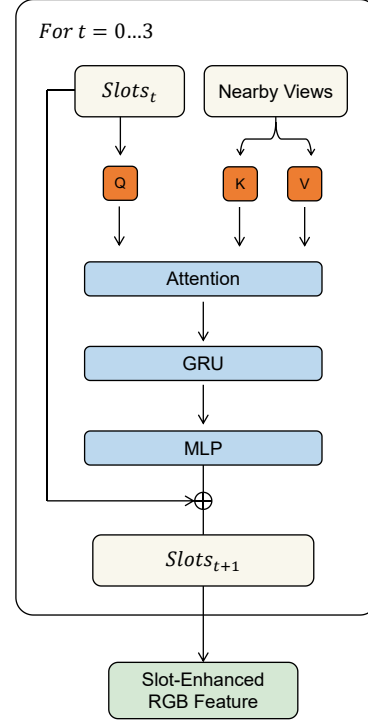 For t = 0...3
Slots_t
Nearby Views
Q
K
V
Attention
GRU
MLP
Slots_{t+1}
Slot-Enhanced
RGB Feature